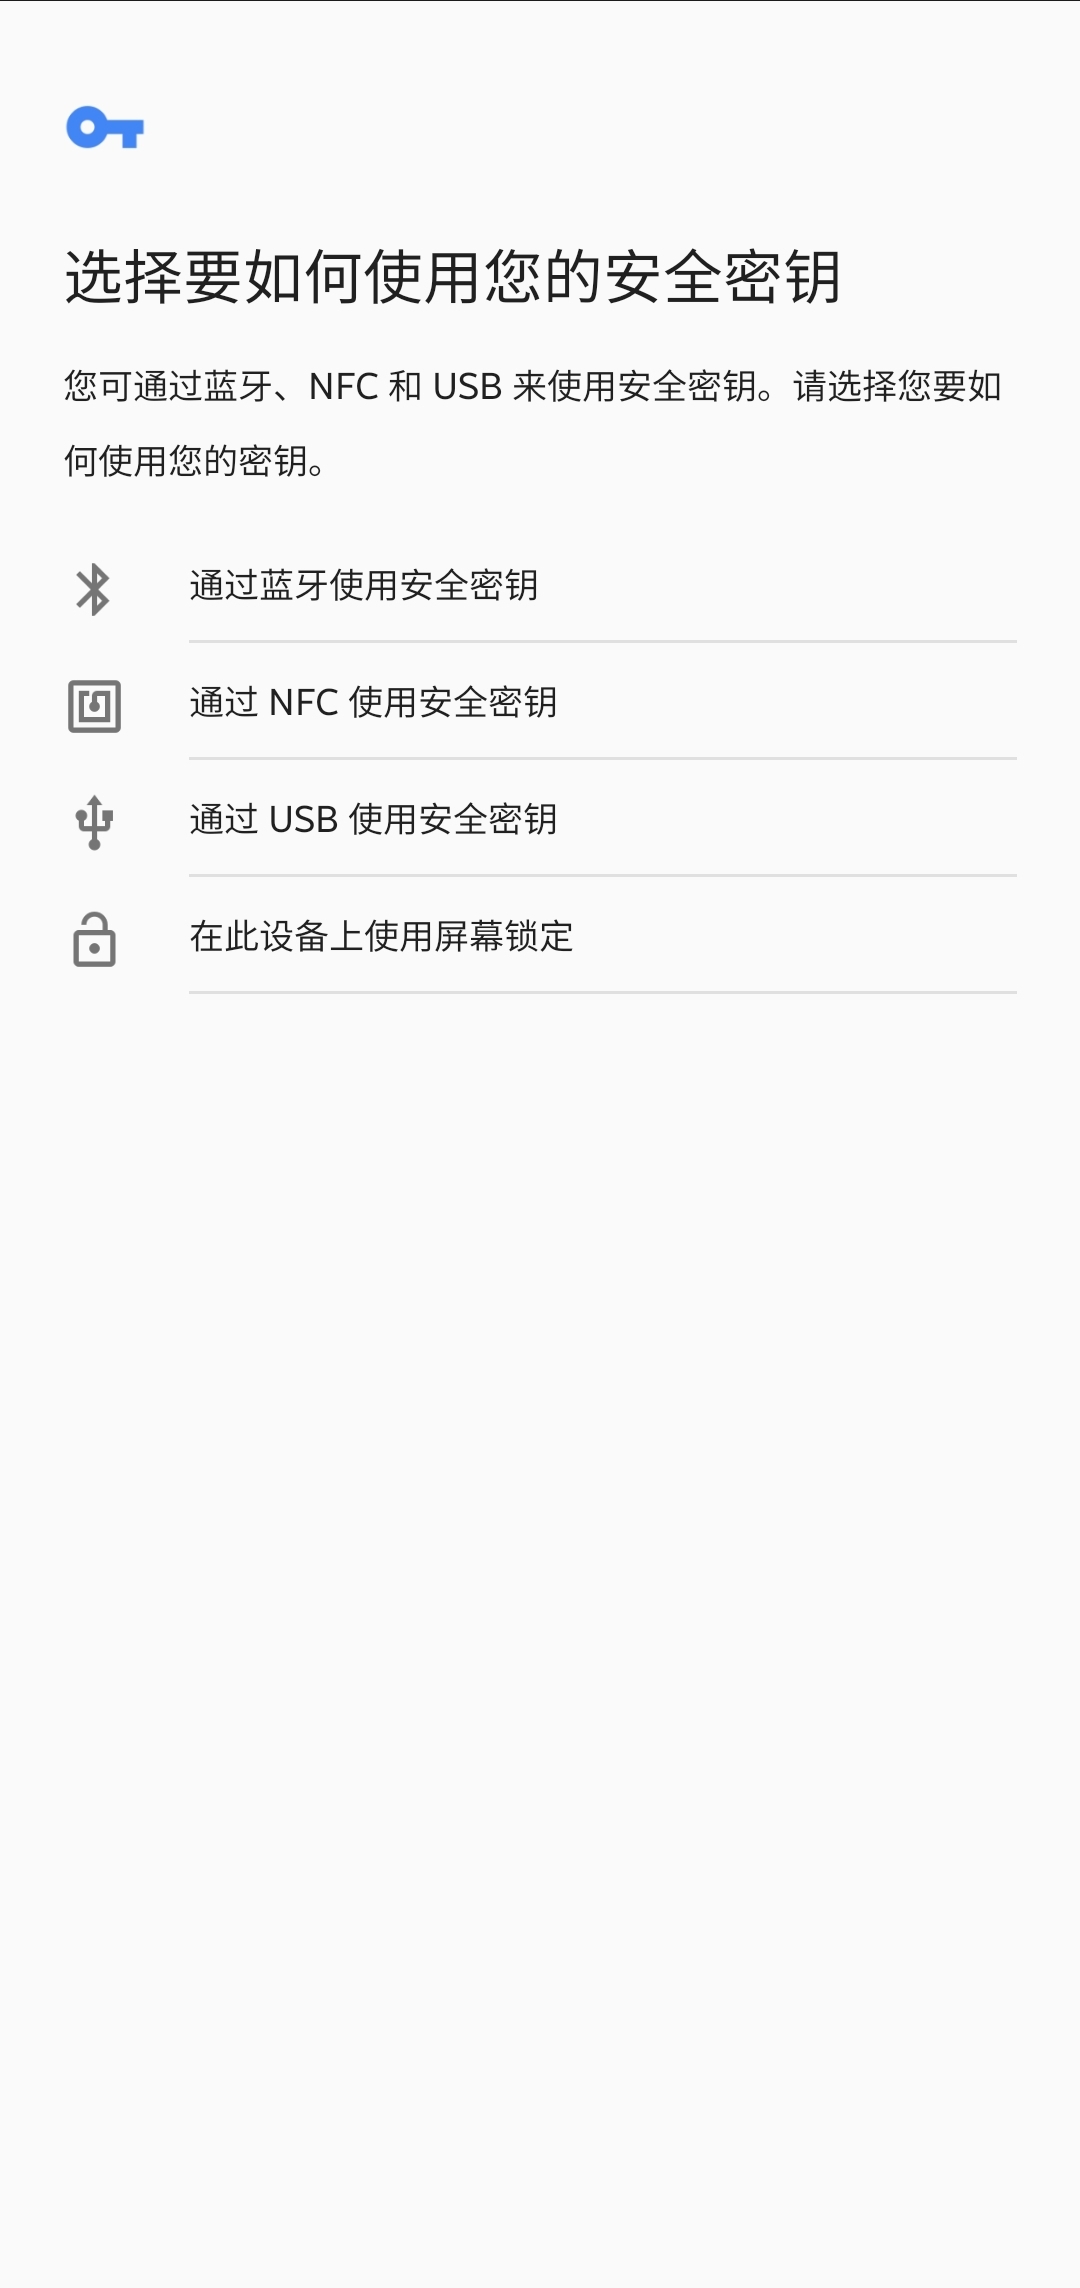 选择要如何使用您的安全密钥
您可通过蓝牙、NFC 和 USB 来使用安全密钥。请选择您要如
何使用您的密钥。
通过蓝牙使用安全密钥
通过 NFC 使用安全密钥
通过 USB 使用安全密钥
在此设备上使用屏幕锁定